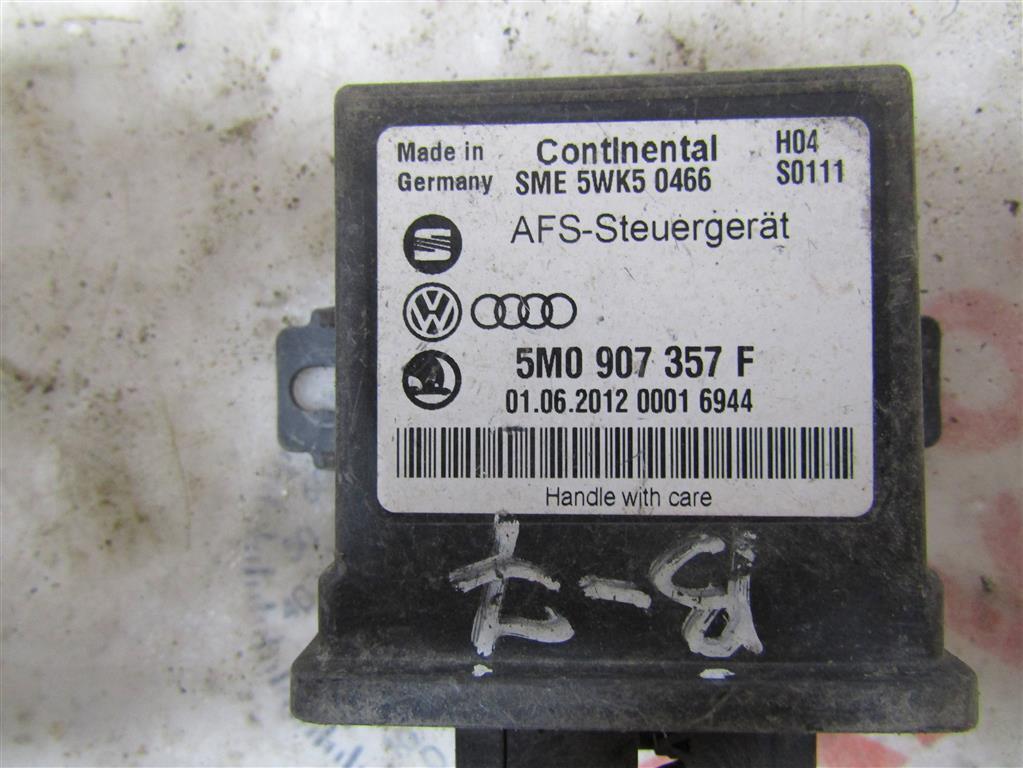 Made in Germany
Continental
SME 5WK5 0466
H04
S0111
AFS-Steuergerät
5M0 907 357 F
01.06.2012 0001 6944
Handle with care